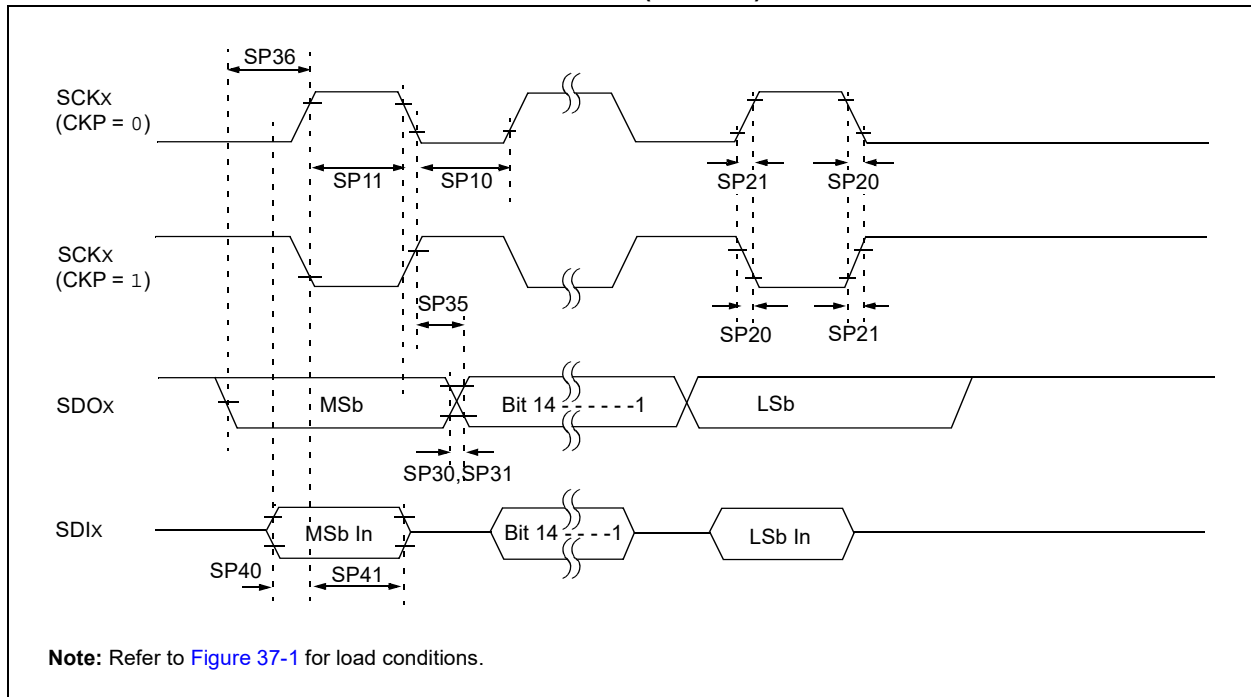 SP36
SCKx
(CKP = 0)
SP11
SP10
SP21
SP20
SCKx
(CKP = 1)
SP35
SP20
SP21
SDOx
MSb
Bit 14 - - - - - -1
LSb
SP30,SP31
SDIx
MSb In
Bit 14 - - - -1
LSb In
SP40
SP41
Note: Refer to Figure 37-1 for load conditions.